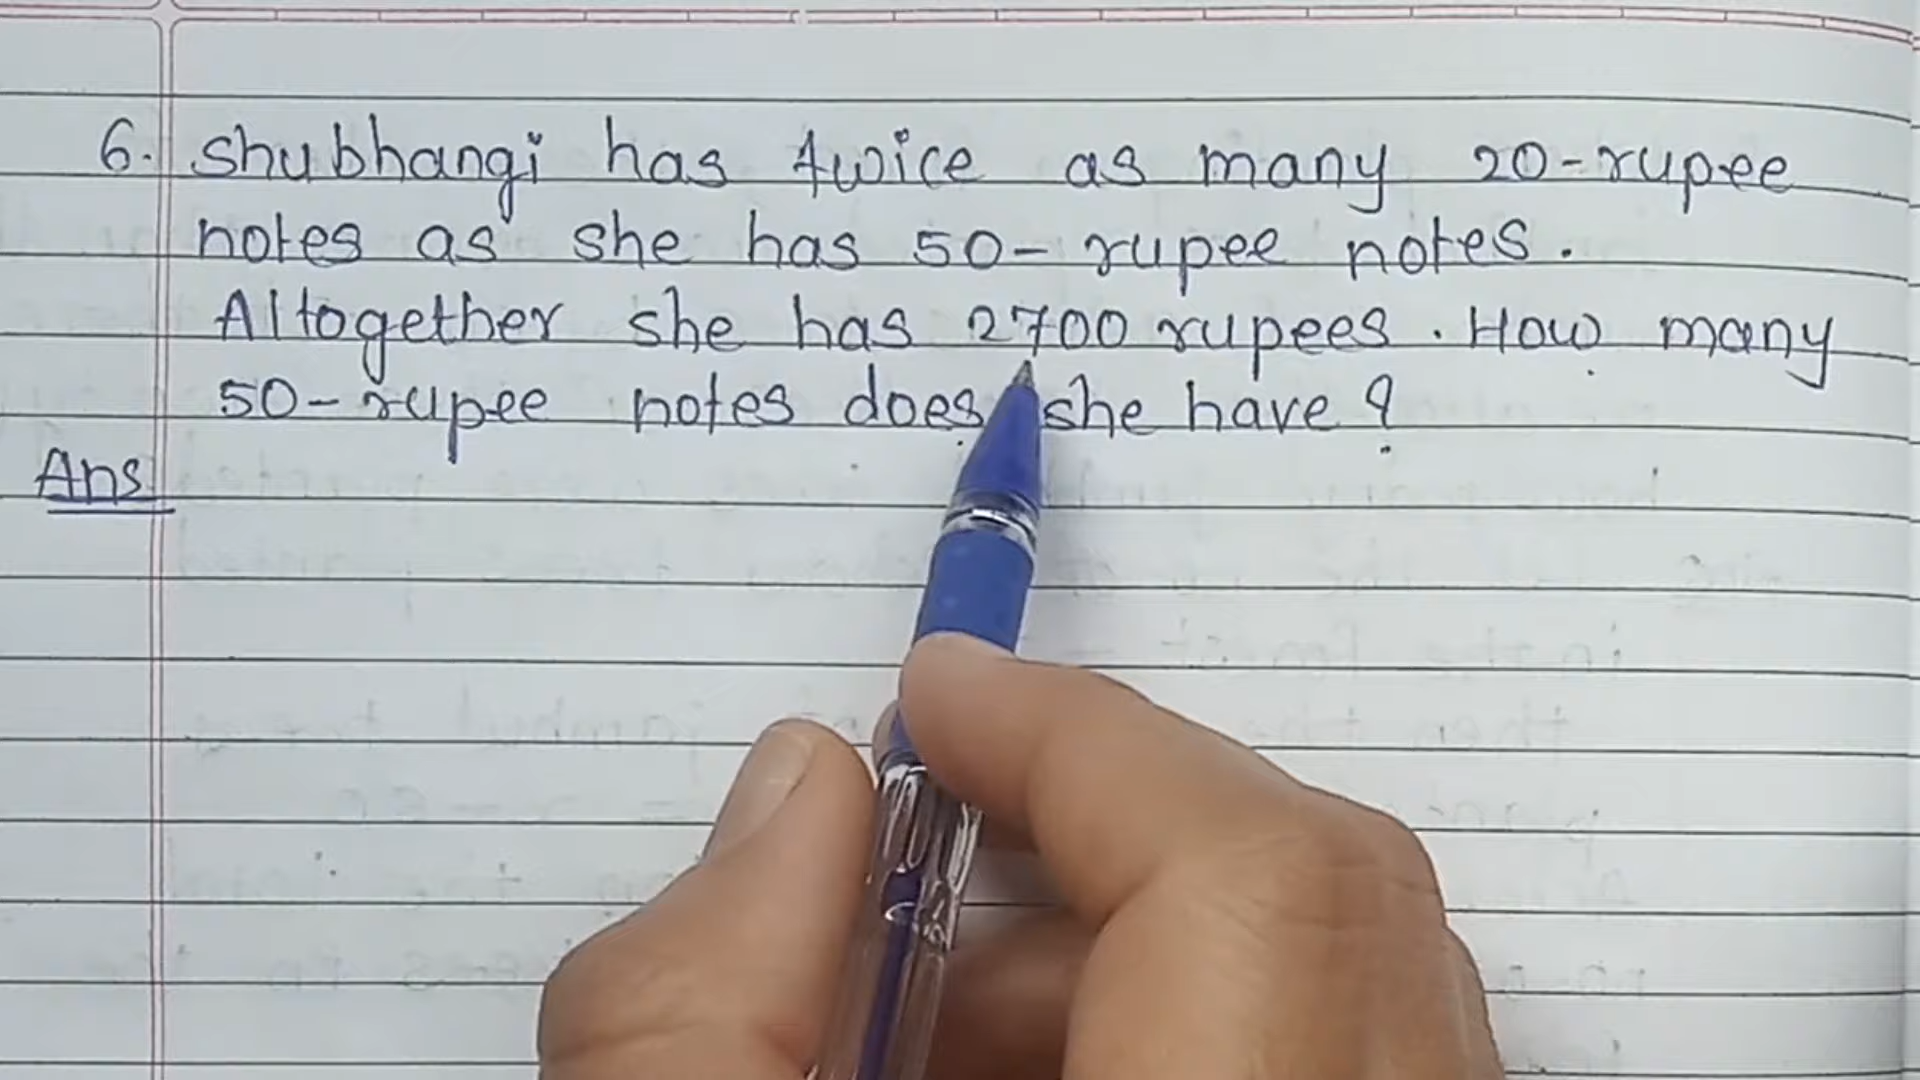 6. Shubhangi has twice as many 20-rupee
notes as she has 50-rupee notes.
Altogether she has 2700 rupees. How many
50-rupee notes does she have?
Ans